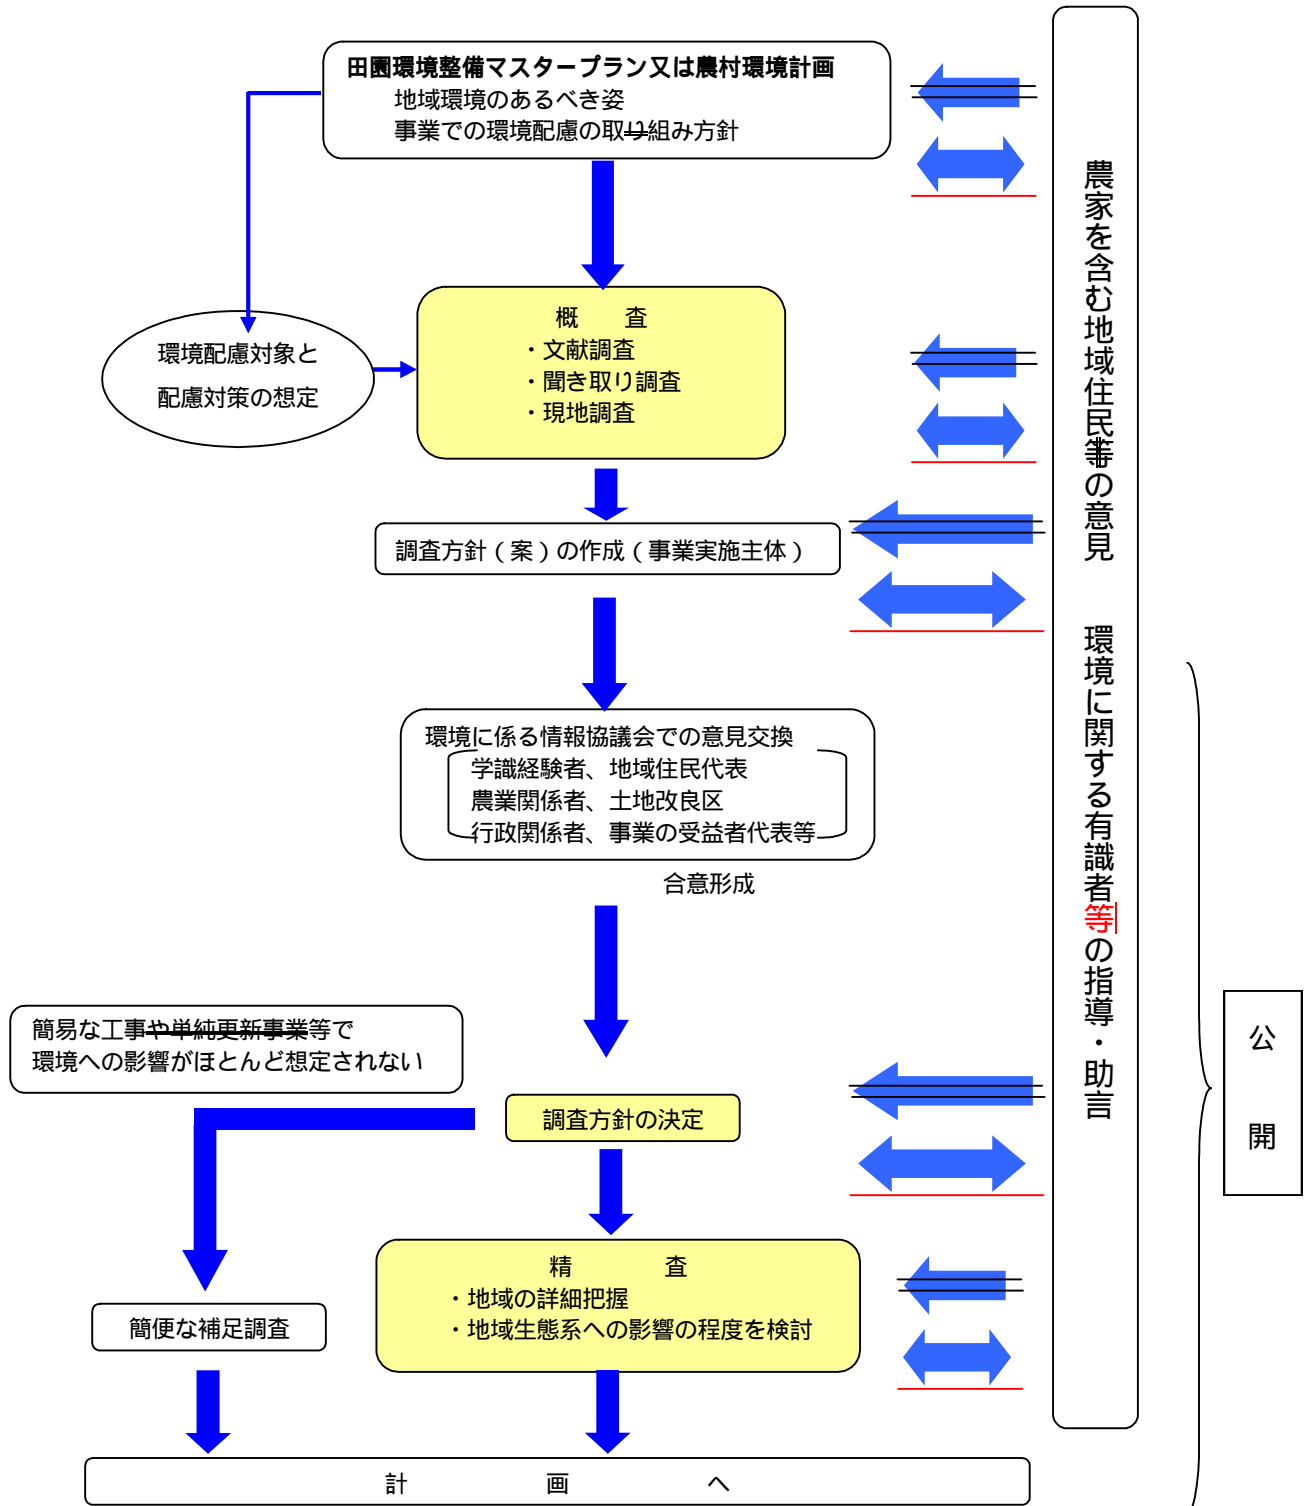 田園環境整備マスタープラン又は農村環境計画
地域環境のあるべき姿
事業での環境配慮の取り組み方針
環境配慮対象と
配慮対策の想定
概　査
・文献調査
・聞き取り調査
・現地調査
調査方針（案）の作成（事業実施主体）
環境に係る情報協議会での意見交換
学識経験者、地域住民代表
農業関係者、土地改良区
行政関係者、事業の受益者代表等
合意形成
簡易な工事や単純更新事業等で
環境への影響がほとんど想定されない
調査方針の決定
精　査
・地域の詳細把握
・地域生態系への影響の程度を検討
簡便な補足調査
計　画　へ
農家を含む地域住民等の意見　環境に関する有識者等の指導・助言
公　開